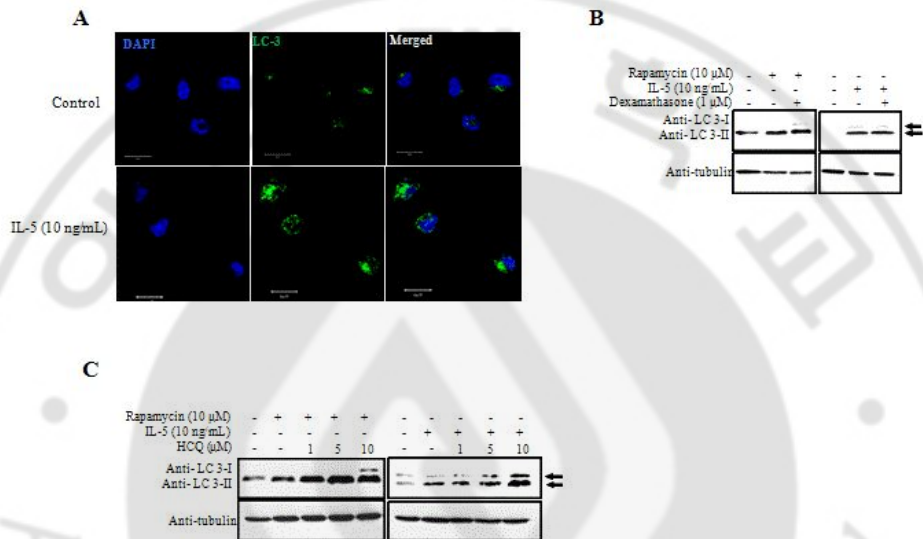 A
B
DAPI
LC-3
Merged
Control
IL-5 (10 ng/mL)
Rapamycin (10 μM) - + + 
IL-5 (10 ng/mL) - + +
Dexamathasone (1 μM) + +
Anti- LC 3-I
Anti- LC 3-II
Anti-tubulin
C
Rapamycin (10 μM) - + + + +
IL-5 (10 ng/mL) - + + + +
HCQ (μM) 1 5 10 1 5 10
Anti- LC 3-I
Anti- LC 3-II
Anti-tubulin